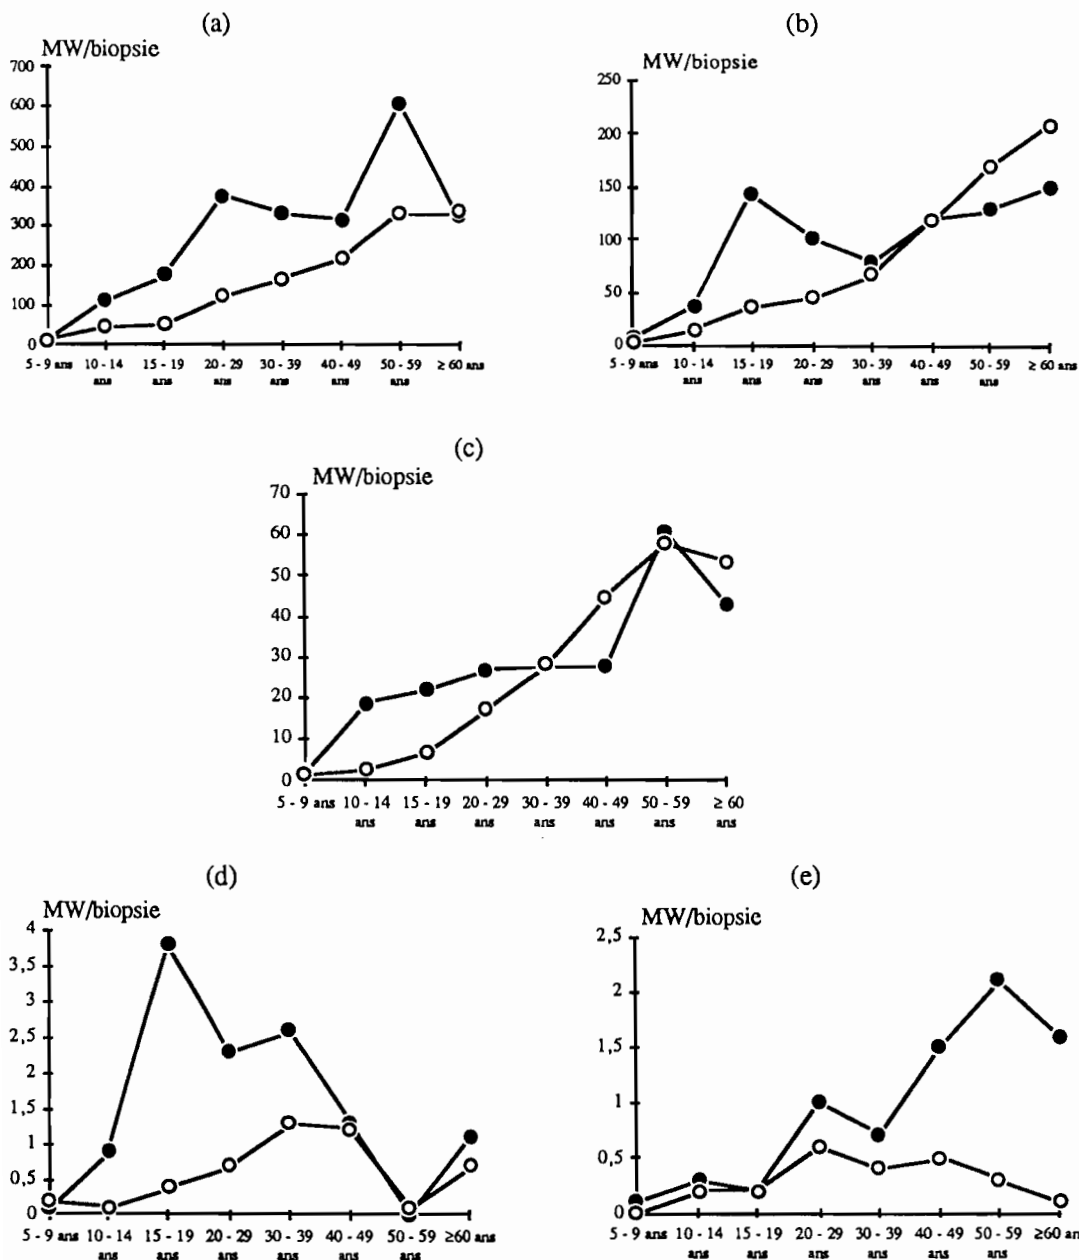 (a)
MW/biopsie
700
600
500
400
300
200
100
0
5 - 9 ans 10 - 14 15 - 19 20 - 29 30 - 39 40 - 49 50 - 59 ≥ 60 ans
ans ans ans ans ans ans
(b)
MW/biopsie
250
200
150
100
50
0
5 - 9 ans 10 - 14 15 - 19 20 - 29 30 - 39 40 - 49 50 - 59 ≥ 60 ans
ans ans ans ans ans ans
(c)
MW/biopsie
70
60
50
40
30
20
10
0
5 - 9 ans 10 - 14 15 - 19 20 - 29 30 - 39 40 - 49 50 - 59 ≥ 60
ans ans ans ans ans ans ans
(d)
MW/biopsie
4
3,5
3
2,5
2
1,5
1
0,5
0
5 - 9 ans 10 - 14 15 - 19 20 - 29 30 - 39 40 - 49 50 - 59 ≥60 ans
ans ans ans ans ans ans
(e)
MW/biopsie
2,5
2
1,5
1
0,5
0
5 - 9 ans 10 - 14 15 - 19 20 - 29 30 - 39 40 - 49 50 - 59 ≥60 an
ans ans ans ans ans ans